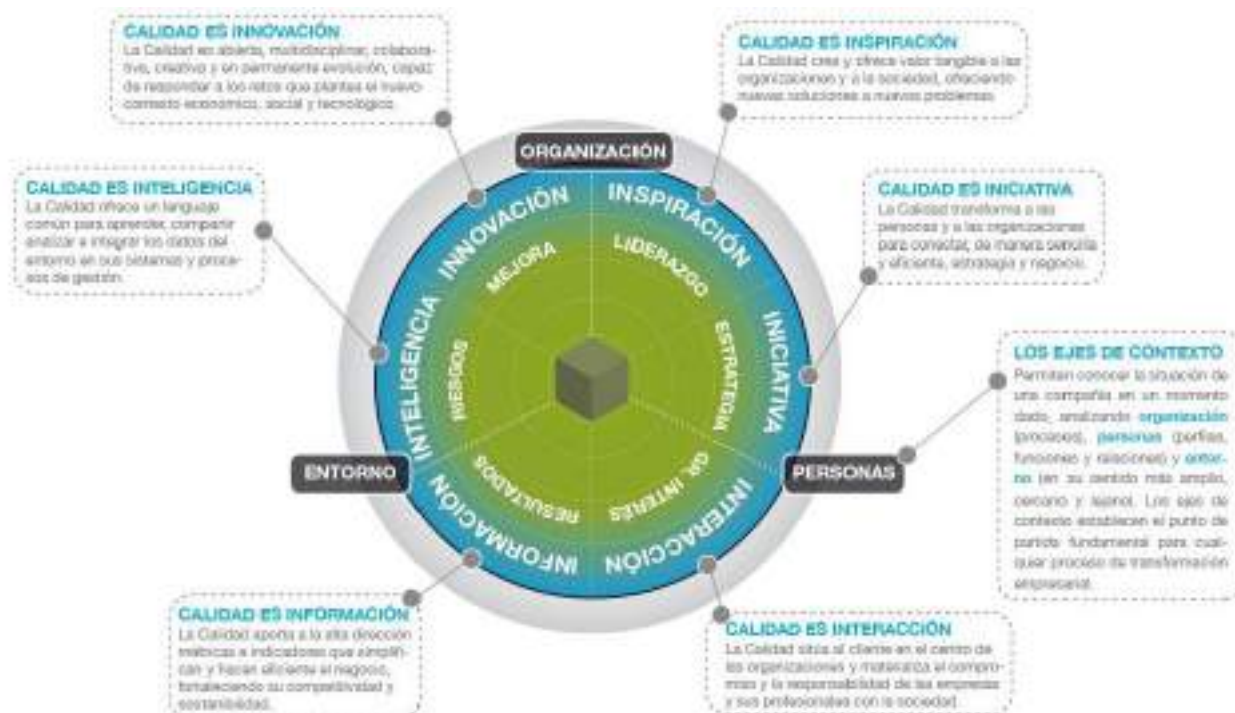 CALIDAD ES INNOVACIÓN
La Calidad es abierta, multidisciplinar, colabora-
tiva, creativa y en permanente evolución, capaz
de responder a los retos que plantea el nuevo
contexto económico, social y tecnológico.
CALIDAD ES INSPIRACIÓN
La Calidad crea y ofrece valor tangible a las
organizaciones y a la sociedad, ofreciendo
nuevas soluciones a nuevos problemas.
CALIDAD ES INTELIGENCIA
La Calidad ofrece un lenguaje
común para aprender, compartir
analizar e integrar los datos del
entorno en sus sistemas y proce-
sos de gestión.
CALIDAD ES INICIATIVA
La Calidad transforma a las
personas y a las organizaciones
para conectar, de manera sencilla
y eficiente, estrategia y negocio.
ORGANIZACIÓN
INNOVACIÓN
INSPIRACIÓN
MEJORA
LIDERAZGO
INTELIGENCIA
RIESGOS
ESTRATEGIA
INICIATIVA
ENTORNO
PERSONAS
RESULTADOS
GR. INTERÉS
INFORMACIÓN
INTERACCIÓN
LOS EJES DE CONTEXTO
Permiten conocer la situación de
una compañía en un momento
dado, analizando organización
(procesos), personas (perfiles,
funciones y relaciones) y entor-
no (en su sentido más amplio,
cercano y lejano). Los ejes de
contexto establecen el punto de
partida fundamental para cual-
quier proceso de transformación
empresarial.
CALIDAD ES INFORMACIÓN
La Calidad aporta a la alta dirección
métricas e indicadores que simplifi-
can y hacen eficiente el negocio,
fortaleciendo su competitividad y
sostenibilidad.
CALIDAD ES INTERACCIÓN
La Calidad sitúa al cliente en el centro de
las organizaciones y materializa el compro-
miso y la responsabilidad de las empresas
y sus profesionales con la sociedad.